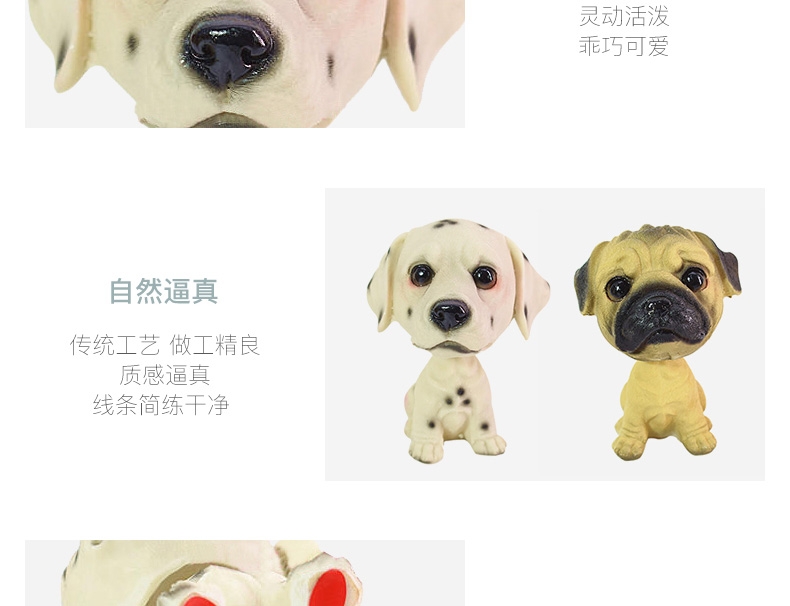 灵动活泼
乖巧可爱
自然逼真
传统工艺 做工精良
质感逼真
线条简练干净